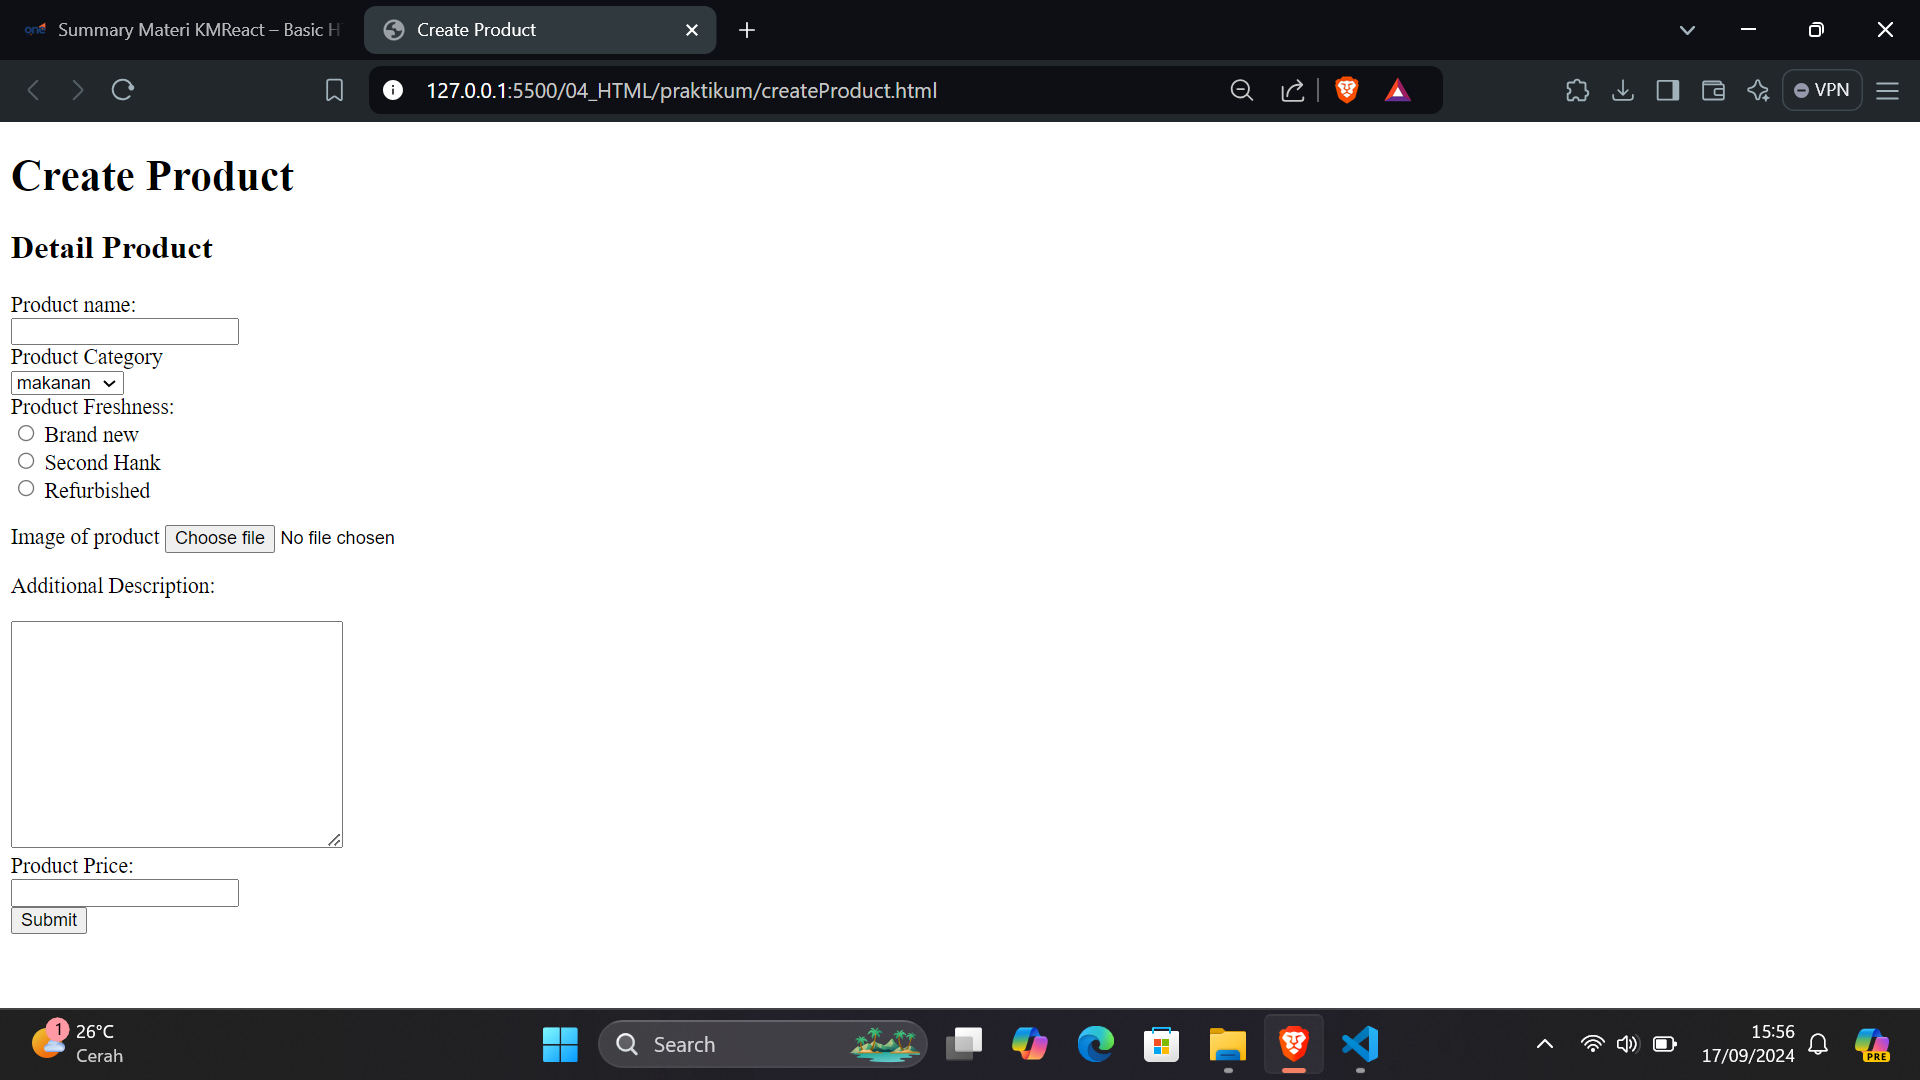 Summary Materi KMReact – Basic H
Create Product
127.0.0.1:5500/04_HTML/praktikum/createProduct.html
VPN
Create Product
Detail Product
Product name:
Product Category
makanan
Product Freshness:
Brand new
Second Hank
Refurbished
Image of product Choose file No file chosen
Additional Description:
Product Price:
Submit
1
26°C
Cerah
Search
15:56
17/09/2024
PRE